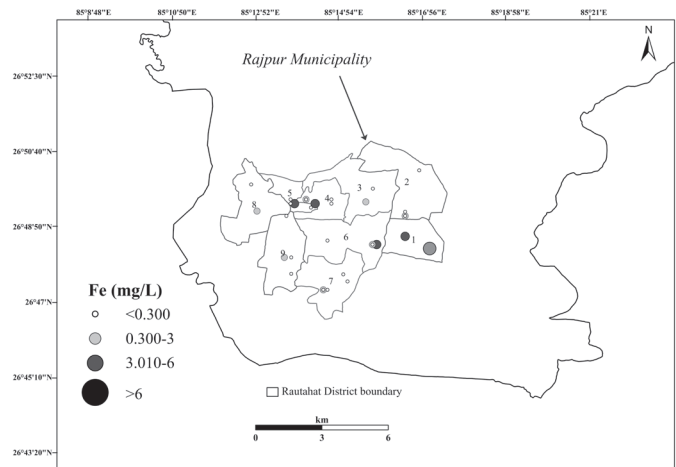 85°8'48"E 85°10'50"E 85°12'52"E 85°14'54"E 85°16'56"E 85°18'58"E 85°21'E
N
Rajpur Municipality
26°52'30"N
26°50'40"N
26°48'50"N
26°47'N
26°45'10"N
26°43'20"N
2
3
5
4
8
1
6
9
7
Fe (mg/L)
<0.300
0.300-3
3.010-6
>6
Rautahat District boundary
km
0 3 6